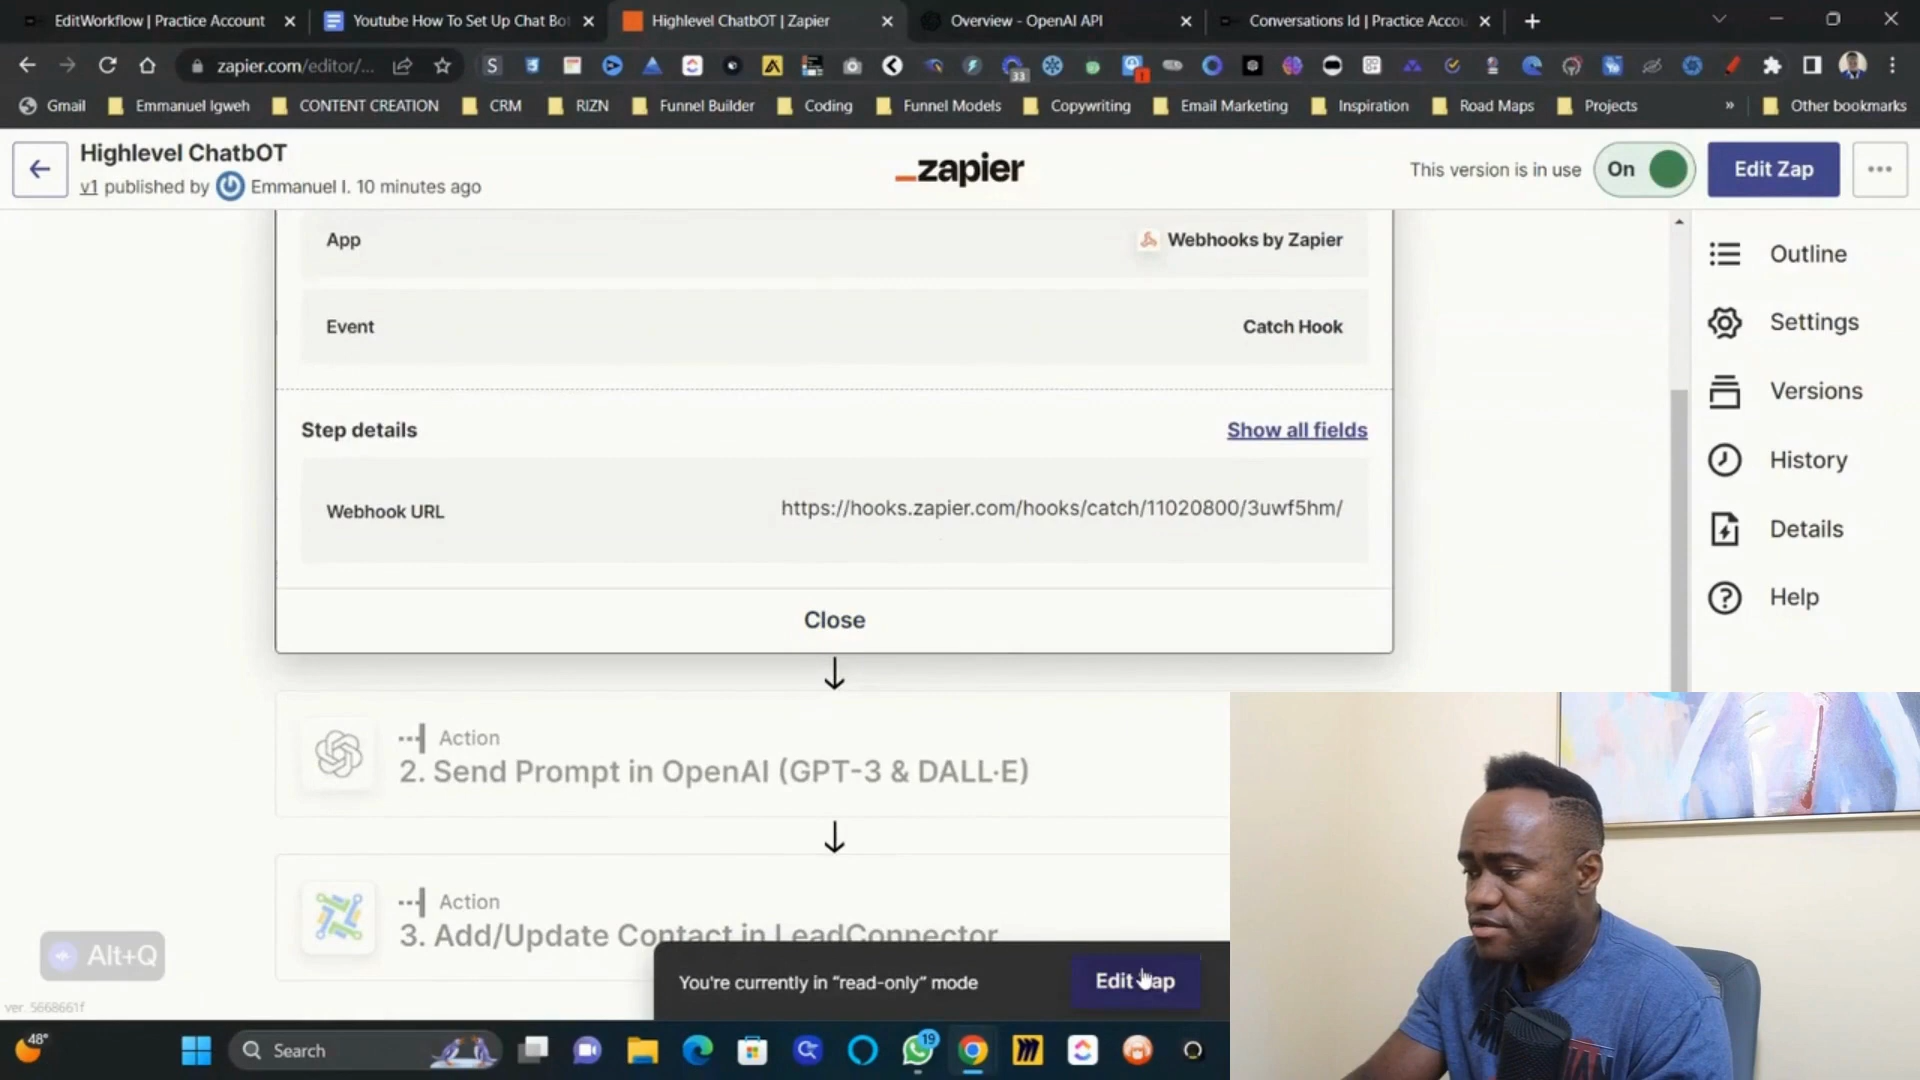 EditWorkflow | Practice Account
Youtube How To Set Up Chat Bot
Highlevel ChatbOT | Zapier
Overview - OpenAI API
Conversations Id | Practice Accou
zapier.com/editor/...
33
Gmail
Emmanuel Igweh
CONTENT CREATION
CRM
RIZN
Funnel Builder
Coding
Funnel Models
Copywriting
Email Marketing
Inspiration
Road Maps
Projects
»
Other bookmarks
Highlevel ChatbOT
v1 published by Emmanuel I. 10 minutes ago
_zapier
This version is in use
On
Edit Zap
App
Webhooks by Zapier
Event
Catch Hook
Step details
Show all fields
Webhook URL
https://hooks.zapier.com/hooks/catch/11020800/3uwf5hm/
Close
Action
2. Send Prompt in OpenAI (GPT-3 & DALL·E)
Action
3. Add/Update Contact in LeadConnector
Outline
Settings
Versions
History
Details
Help
Alt+Q
You're currently in “read-only” mode
Edit Zap
ver. 5668661f
48°
Search
19